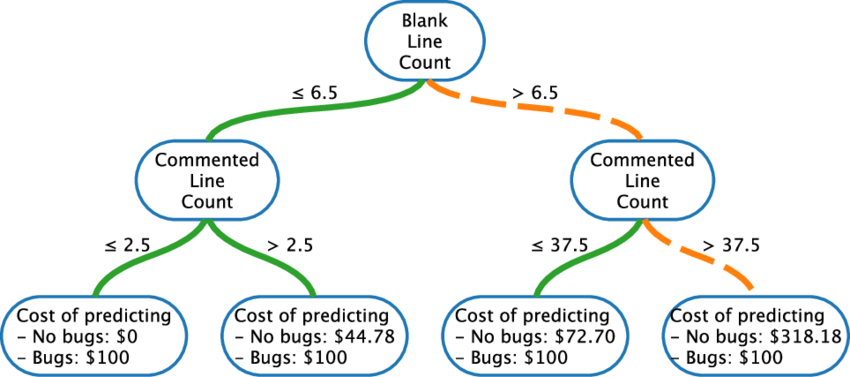 Blank
Line
Count
≤ 6.5
> 6.5
Commented
Line
Count
Commented
Line
Count
≤ 2.5
> 2.5
≤ 37.5
> 37.5
Cost of predicting
– No bugs: $0
– Bugs: $100
Cost of predicting
– No bugs: $44.78
– Bugs: $100
Cost of predicting
– No bugs: $72.70
– Bugs: $100
Cost of predicting
– No bugs: $318.18
– Bugs: $100